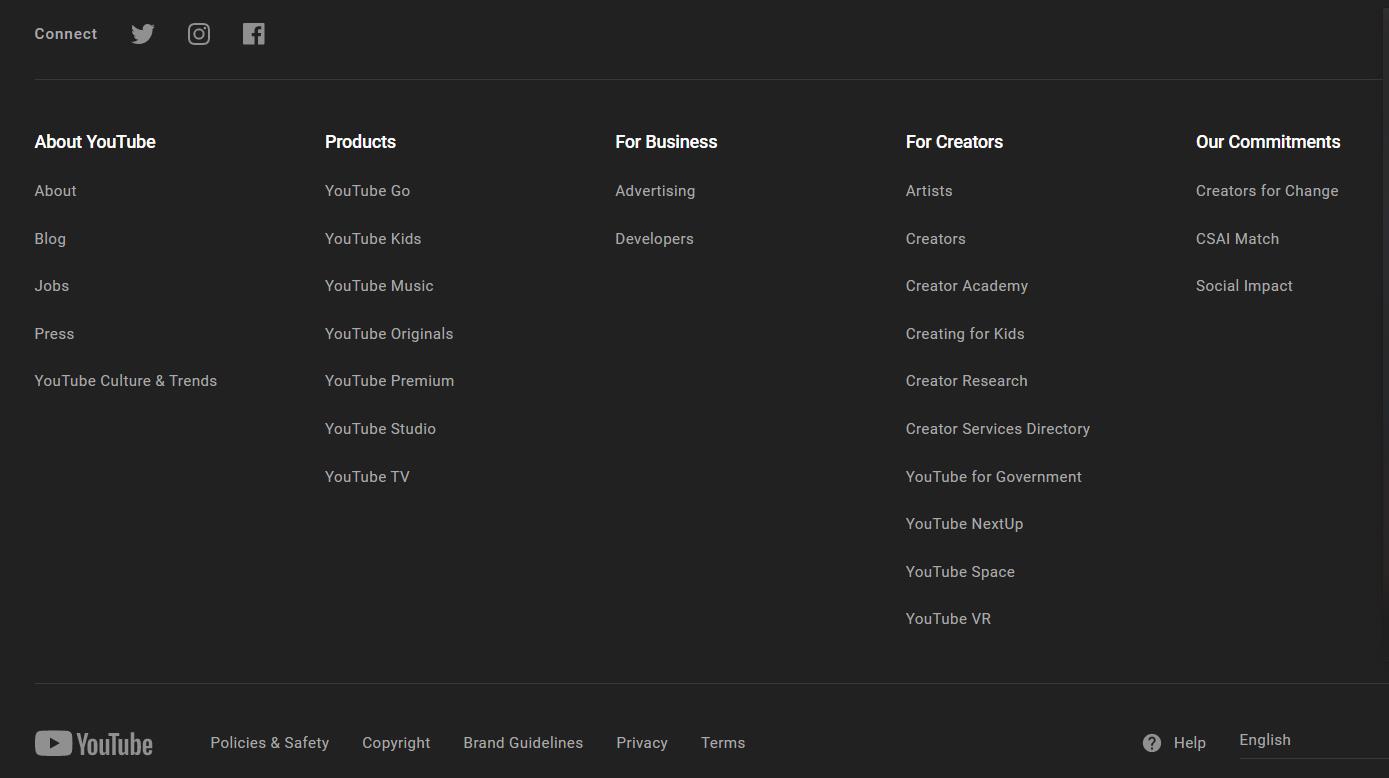 Connect
About YouTube
About
Blog
Jobs
Press
YouTube Culture & Trends
Products
YouTube Go
YouTube Kids
YouTube Music
YouTube Originals
YouTube Premium
YouTube Studio
YouTube TV
For Business
Advertising
Developers
For Creators
Artists
Creators
Creator Academy
Creating for Kids
Creator Research
Creator Services Directory
YouTube for Government
YouTube NextUp
YouTube Space
YouTube VR
Our Commitments
Creators for Change
CSAI Match
Social Impact
YouTube Policies & Safety Copyright Brand Guidelines Privacy Terms Help English